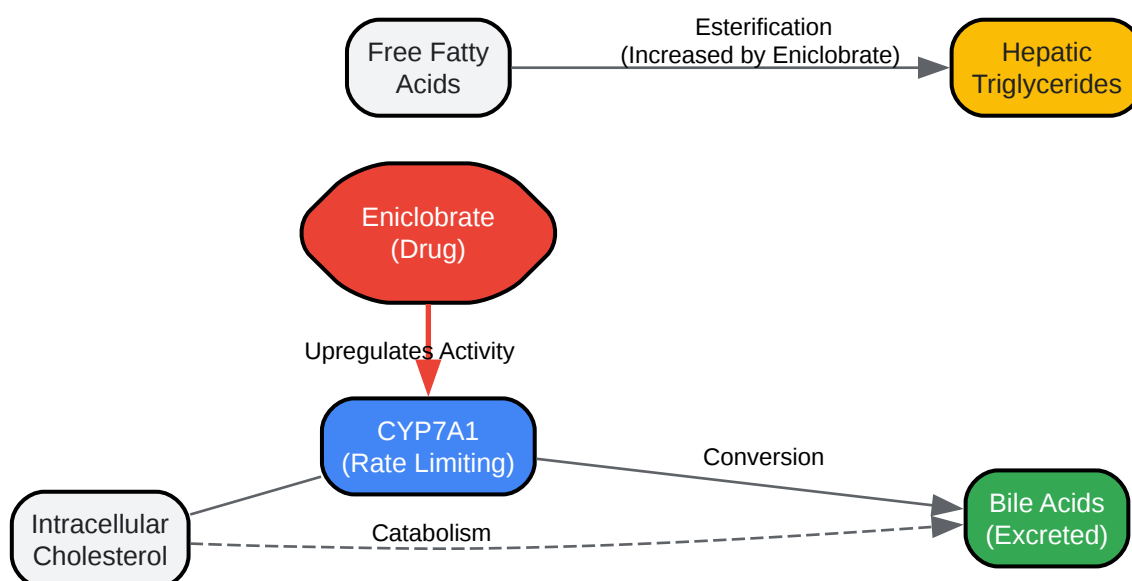 Free Fatty
Acids
Esterification
(Increased by Eniclobrate)
Hepatic
Triglycerides
Eniclobrate
(Drug)
Upregulates Activity
CYP7A1
(Rate Limiting)
Conversion
Intracellular
Cholesterol
Catabolism
Bile Acids
(Excreted)